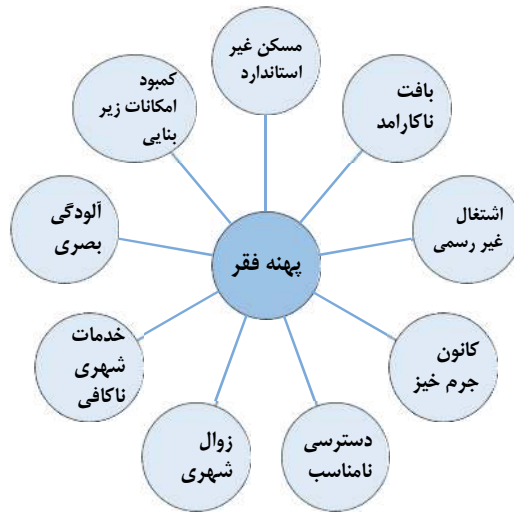 مسکن غیر
استاندارد
بافت
ناکارامد
اشتغال
غیر رسمی
کانون
جرم خیز
دسترسی
نامناسب
زوال
شهری
خدمات
شهری
ناکافی
آلودگی
بصری
کمبود
امکانات زیر
بنایی
پهنه فقر